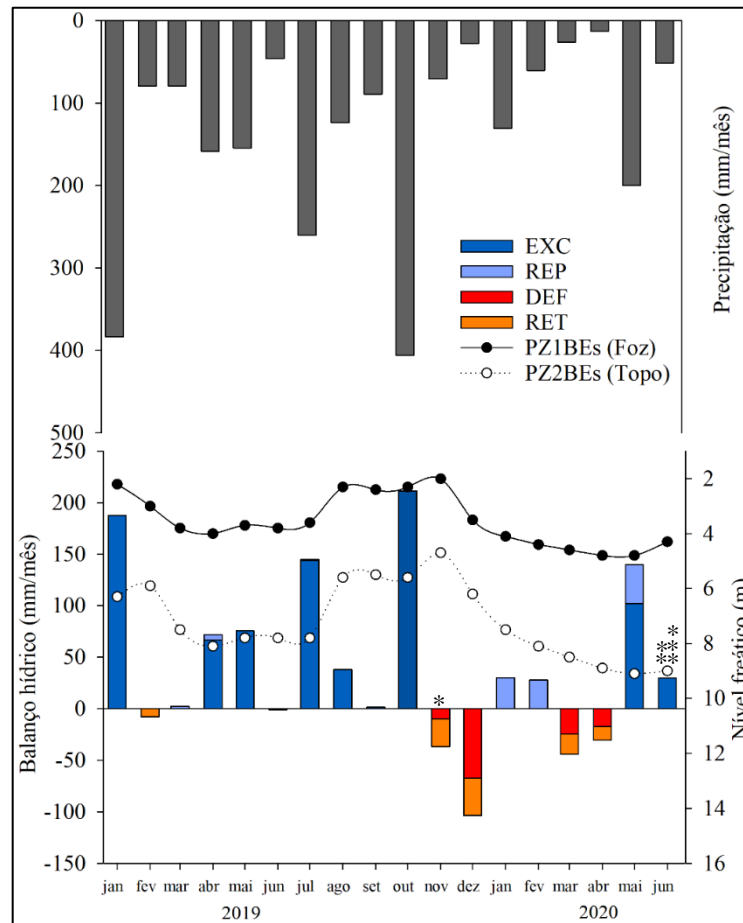 0
100
200
300
400
500
Precipitação (mm/mês)
EXC
REP
DEF
RET
PZ1BEs (Foz)
PZ2BEs (Topo)
250
200
150
100
50
0
-50
-100
-150
Balanço hídrico (mm/mês)
2
4
6
8
10
12
14
16
Nível freático (m)
*
***
***
jan fev mar abr mai jun jul ago set out nov dez jan fev mar abr mai jun
2019 2020